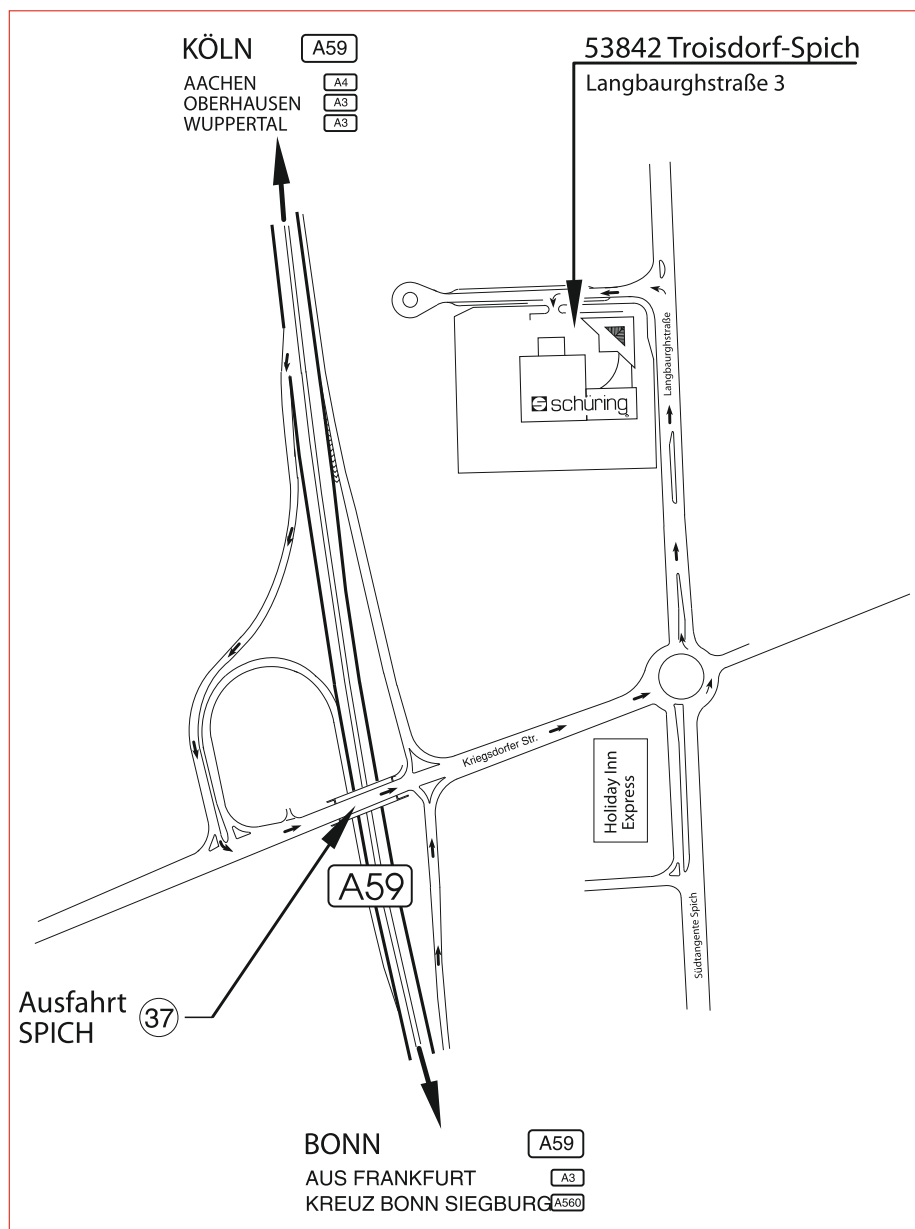 KÖLN A59
AACHEN A4
OBERHAUSEN A3
WUPPERTAL A3
53842 Troisdorf-Spich
Langbaurghstraße 3
Langbaurghstraße
schüring
Kriegsdorfer Str.
Holiday Inn
Express
A59
Südtangente Spich
Ausfahrt
SPICH
37
BONN A59
AUS FRANKFURT A3
KREUZ BONN SIEGBURG A560